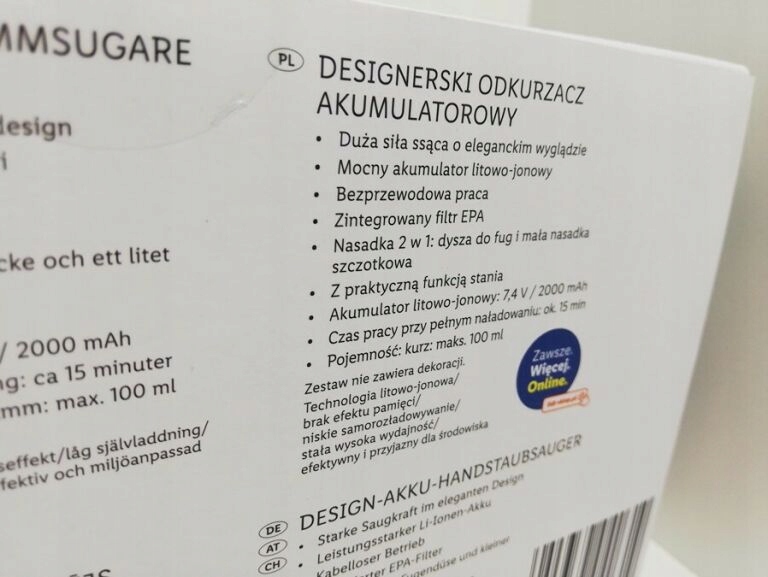 MMSUGARE
design
i
cke och ett litet
/ 2000 mAh
ng: ca 15 minuter
mm: max. 100 ml
seffekt/låg självladdning/
fektiv och miljöanpassad
PL
DESIGNERSKI ODKURZACZ
AKUMULATOROWY
• Duża siła ssąca o eleganckim wyglądzie
• Mocny akumulator litowo-jonowy
• Bezprzewodowa praca
• Zintegrowany filtr EPA
• Nasadka 2 w 1: dysza do fug i mała nasadka
szczotkowa
• Z praktyczną funkcją stania
• Akumulator litowo-jonowy: 7,4 V / 2000 mAh
• Czas pracy przy pełnym naładowaniu: ok. 15 min
• Pojemność: kurz: maks. 100 ml
Zestaw nie zawiera dekoracji.
Technologia litowo-jonowa/
brak efektu pamięci/
niskie samorozładowywanie/
stała wysoka wydajność/
efektywny i przyjazny dla środowiska
Zawsze.
Więcej.
Online.
DE
AT
CH
DESIGN-AKKU-HANDSTAUBSAUGER
• Starke Saugkraft im eleganten Design
• Leistungsstarker Li-Ionen-Akku
Kabelloser Betrieb
rter EPA-Filter
Fugendüse und kleiner